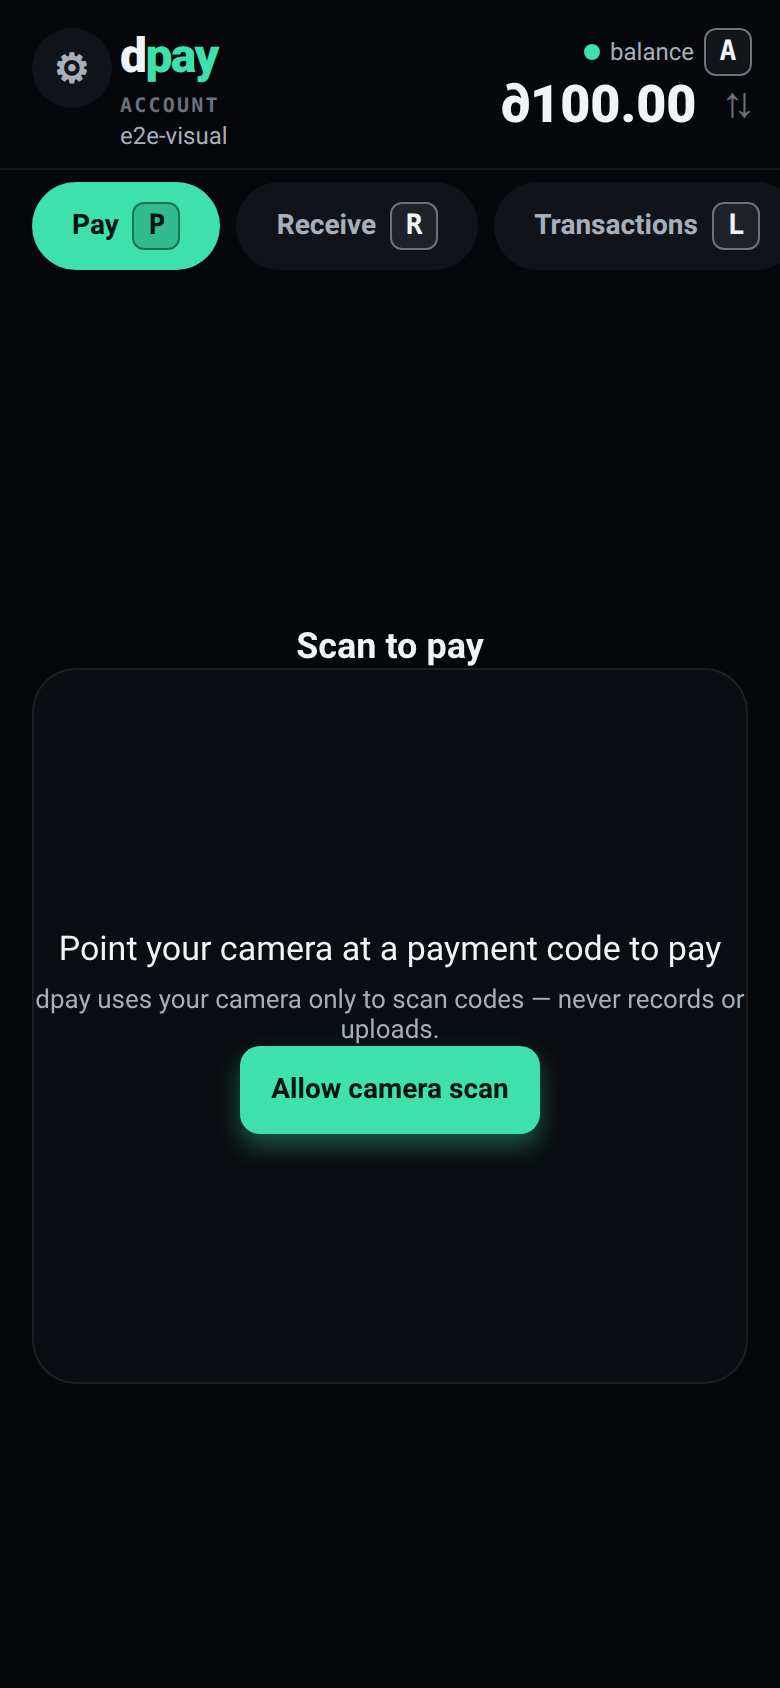 dpay
ACCOUNT
e2e-visual
balance A
∂100.00
Pay P
Receive R
Transactions L
Scan to pay
Point your camera at a payment code to pay
dpay uses your camera only to scan codes — never records or
uploads.
Allow camera scan